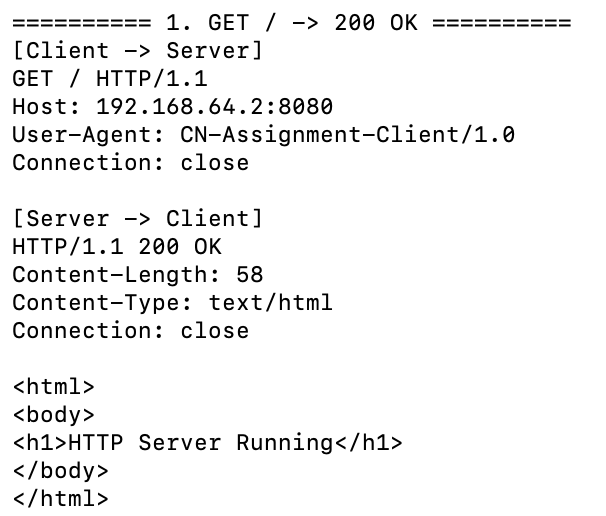 ========== 1. GET / -> 200 OK ==========
[Client -> Server]
GET / HTTP/1.1
Host: 192.168.64.2:8080
User-Agent: CN-Assignment-Client/1.0
Connection: close
[Server -> Client]
HTTP/1.1 200 OK
Content-Length: 58
Content-Type: text/html
Connection: close
<html>
<body>
<h1>HTTP Server Running</h1>
</body>
</html>